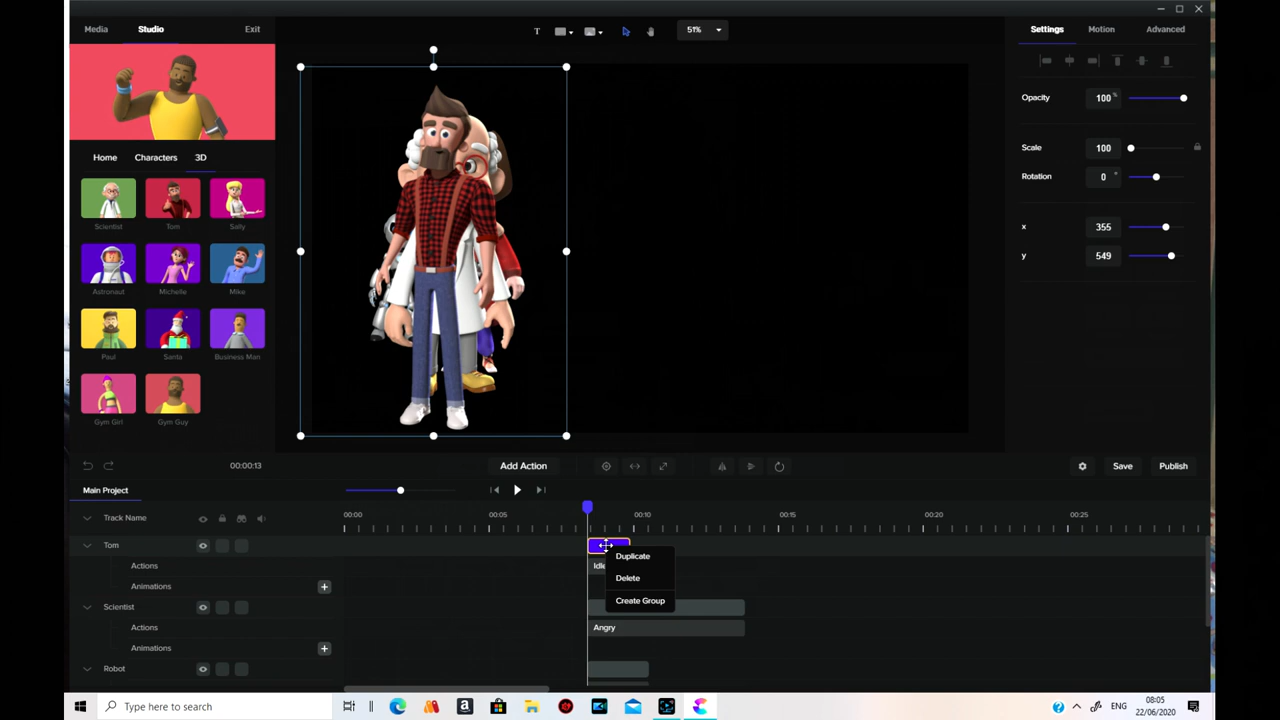 Media Studio Exit
T 51%
Settings Motion Advanced
Opacity 100 %
Scale 100
Rotation 0 °
x 355
y 549
Home Characters 3D
Scientist Tom Sally
Astronaut Michelle Mike
Paul Santa Business Man
Gym Girl Gym Guy
00:00:13 Add Action Save Publish
Main Project
Track Name 00:00 00:05 00:10 00:15 00:20 00:25
Tom
Duplicate
Actions
Delete
Animations +
Create Group
Scientist
Actions Angry
Animations +
Robot
Type here to search
08:05
22/06/2020